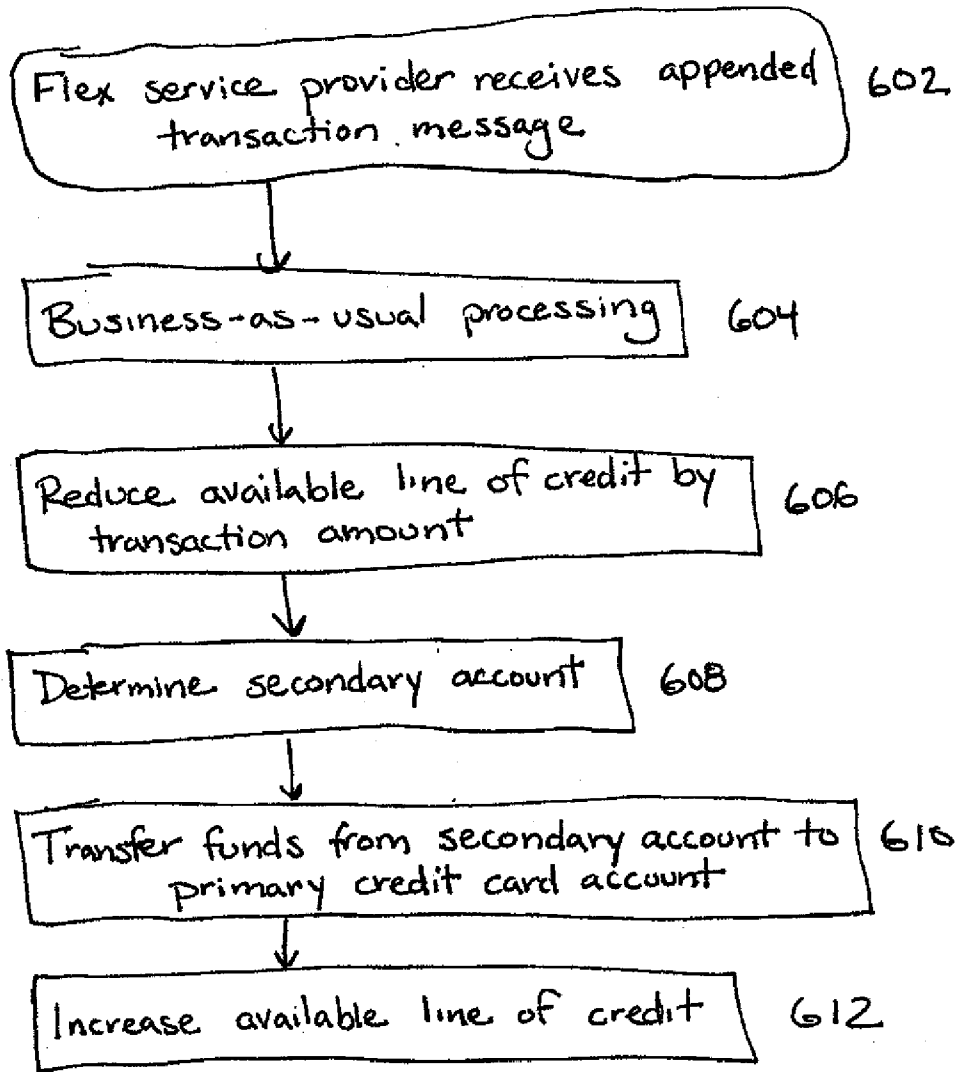 Flex service provider receives appended 602
transaction message
Business-as-usual processing 604
Reduce available line of credit by 606
transaction amount
Determine secondary account 608
Transfer funds from secondary account to 610
primary credit card account
Increase available line of credit 612